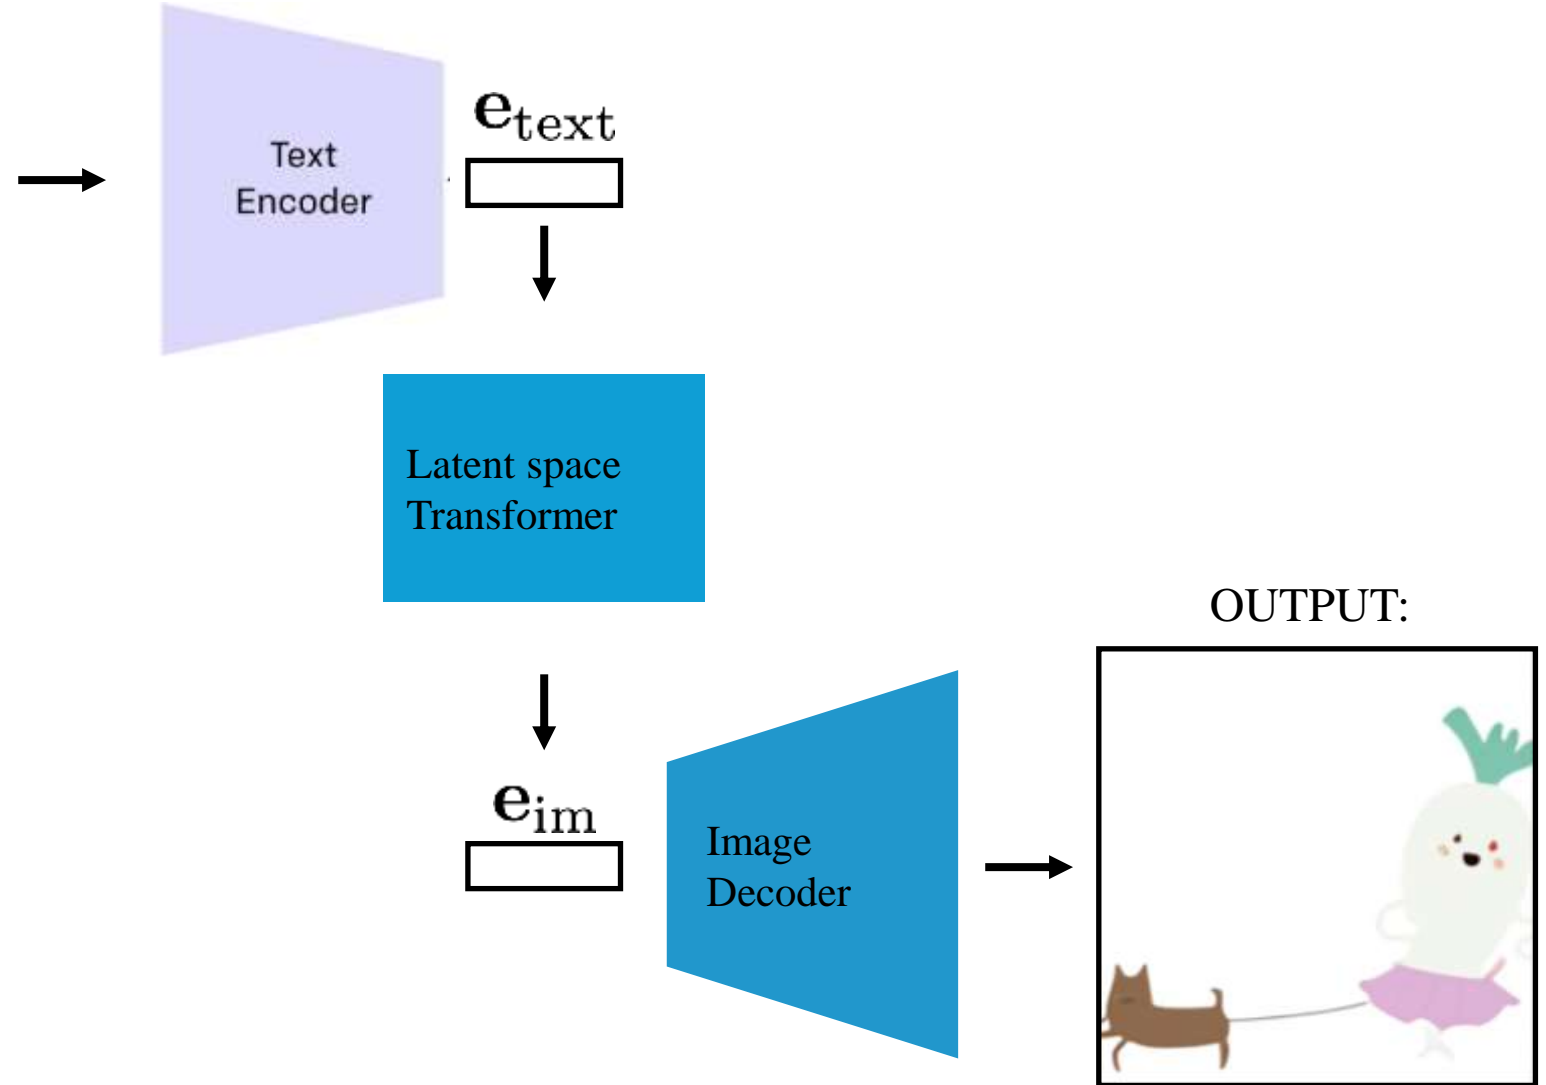 Text
Encoder
e_text
Latent space
Transformer
OUTPUT:
e_im
Image
Decoder